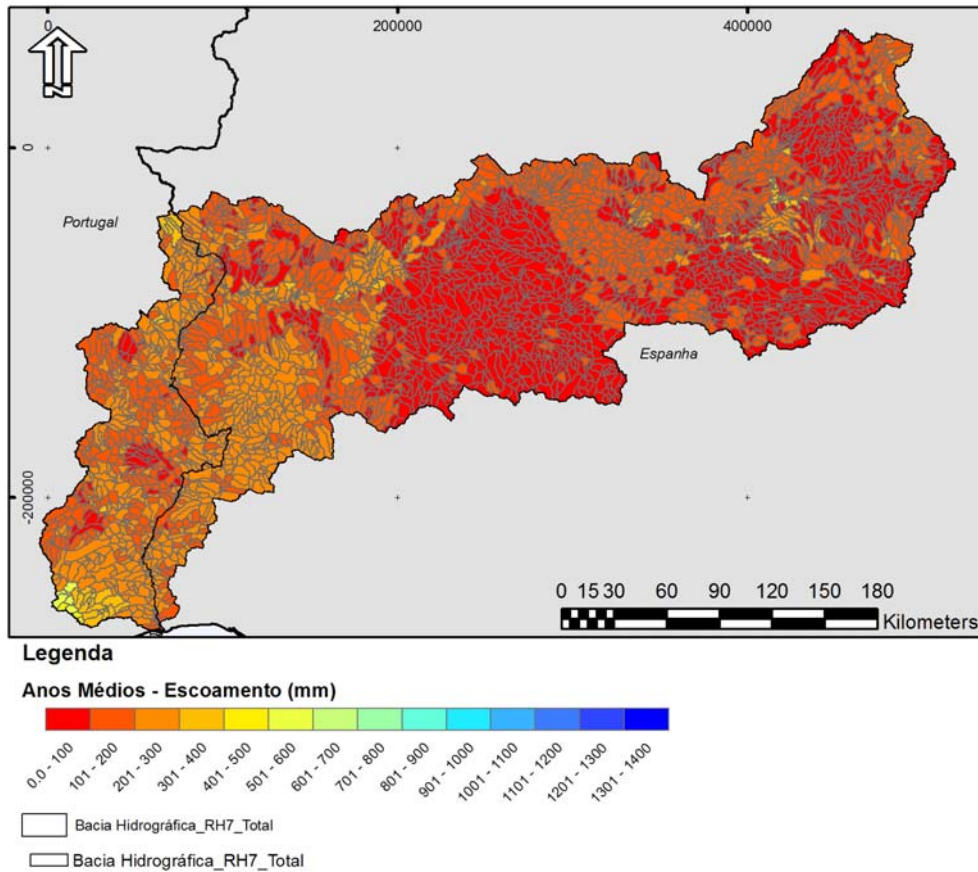 0 200000 400000
N
0
Portugal
Espanha
-200000
0 15 30 60 90 120 150 180
Kilometers
Legenda
Anos Médios - Escoamento (mm)
0.0 - 100
101 - 200
201 - 300
301 - 400
401 - 500
501 - 600
601 - 700
701 - 800
801 - 900
901 - 1000
1001 - 1100
1101 - 1200
1201 - 1300
1301 - 1400
Bacia Hidrográfica_RH7_Total
Bacia Hidrográfica_RH7_Total